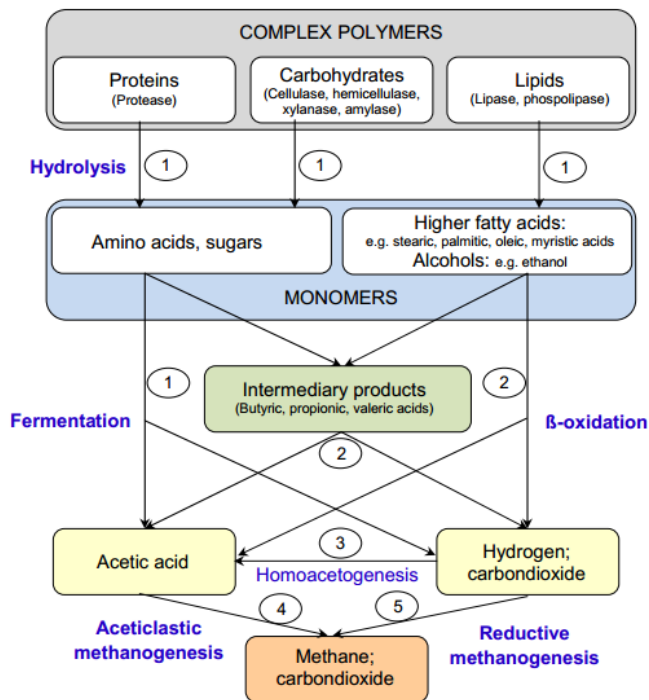 COMPLEX POLYMERS
Proteins
(Protease)
Carbohydrates
(Cellulase, hemicellulase,
xylanase, amylase)
Lipids
(Lipase, phospolipase)
Hydrolysis
1
1
1
Amino acids, sugars
Higher fatty acids:
e.g. stearic, palmitic, oleic, myristic acids
Alcohols: e.g. ethanol
MONOMERS
1
Intermediary products
(Butyric, propionic, valeric acids)
2
Fermentation
ß-oxidation
2
Acetic acid
3
Homoacetogenesis
Hydrogen;
carbondioxide
4
5
Aceticlastic
methanogenesis
Reductive
methanogenesis
Methane;
carbondioxide